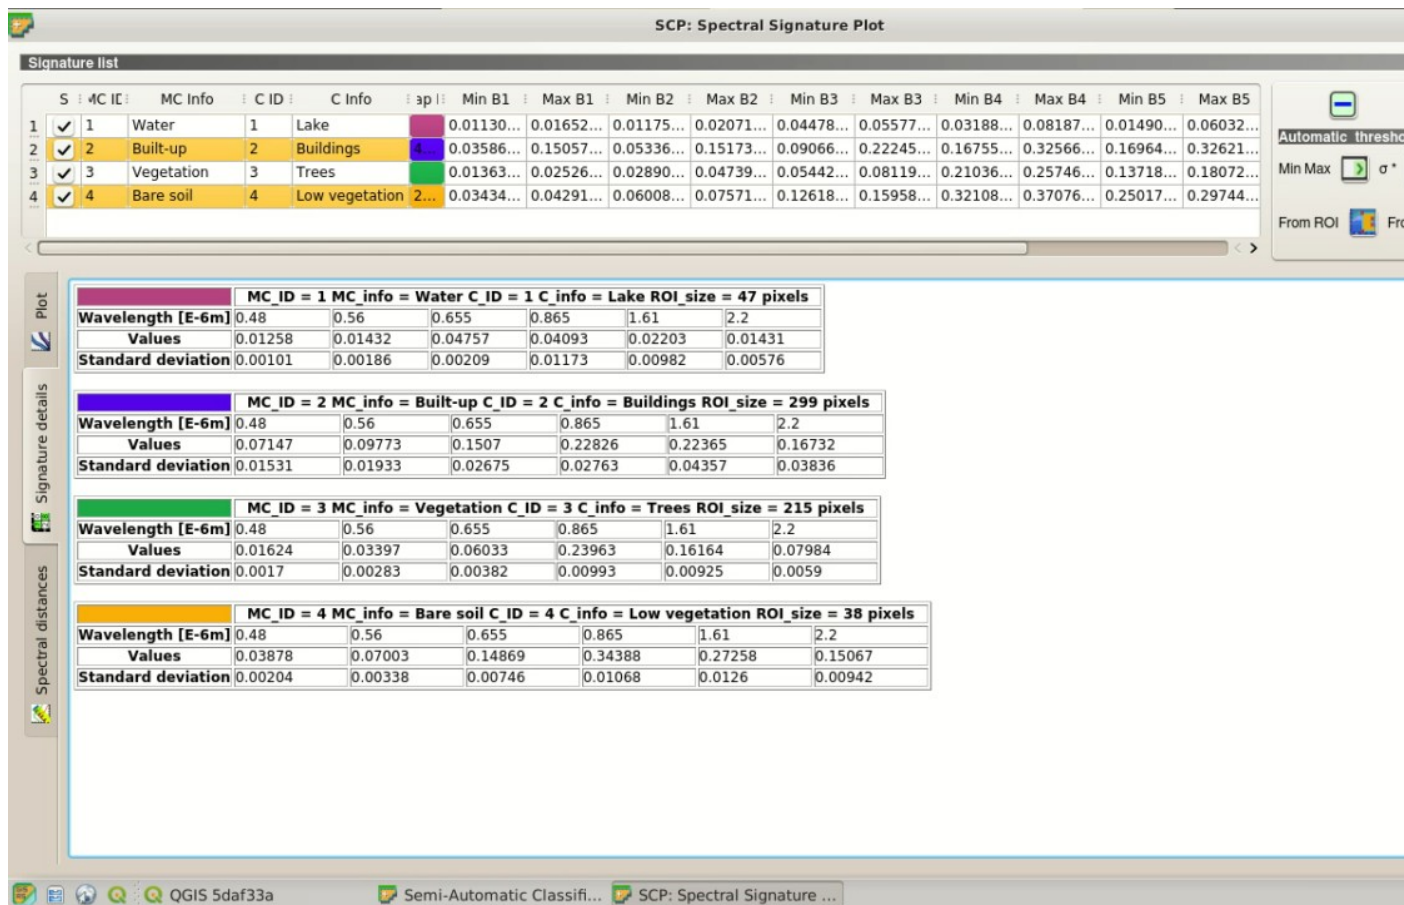 SCP: Spectral Signature Plot
Signature list
S MC Info C ID C Info ap Min B1 Max B1 Min B2 Max B2 Min B3 Max B3 Min B4 Max B4 Min B5 Max B5
1 1 Water 1 Lake 0.01130... 0.01652... 0.01175... 0.02071... 0.04478... 0.05577... 0.03188... 0.08187... 0.01490... 0.06032...
2 2 Built-up 2 Buildings 4... 0.03586... 0.15057... 0.05336... 0.15173... 0.09066... 0.22245... 0.16755... 0.32566... 0.16964... 0.32621...
3 3 Vegetation 3 Trees 0.01363... 0.02526... 0.02890... 0.04739... 0.05442... 0.08119... 0.21036... 0.25746... 0.13718... 0.18072...
4 4 Bare soil 4 Low vegetation 2... 0.03434... 0.04291... 0.06008... 0.07571... 0.12618... 0.15958... 0.32108... 0.37076... 0.25017... 0.29744...
Automatic thresho
Min Max σ *
From ROI Fro
Plot
Signature details
Spectral distances
MC_ID = 1 MC_info = Water C_ID = 1 C_info = Lake ROI_size = 47 pixels
Wavelength [E-6m] 0.48 0.56 0.655 0.865 1.61 2.2
Values 0.01258 0.01432 0.04757 0.04093 0.02203 0.01431
Standard deviation 0.00101 0.00186 0.00209 0.01173 0.00982 0.00576
MC_ID = 2 MC_info = Built-up C_ID = 2 C_info = Buildings ROI_size = 299 pixels
Wavelength [E-6m] 0.48 0.56 0.655 0.865 1.61 2.2
Values 0.07147 0.09773 0.1507 0.22826 0.22365 0.16732
Standard deviation 0.01531 0.01933 0.02675 0.02763 0.04357 0.03836
MC_ID = 3 MC_info = Vegetation C_ID = 3 C_info = Trees ROI_size = 215 pixels
Wavelength [E-6m] 0.48 0.56 0.655 0.865 1.61 2.2
Values 0.01624 0.03397 0.06033 0.23963 0.16164 0.07984
Standard deviation 0.0017 0.00283 0.00382 0.00993 0.00925 0.0059
MC_ID = 4 MC_info = Bare soil C_ID = 4 C_info = Low vegetation ROI_size = 38 pixels
Wavelength [E-6m] 0.48 0.56 0.655 0.865 1.61 2.2
Values 0.03878 0.07003 0.14869 0.34388 0.27258 0.15067
Standard deviation 0.00204 0.00338 0.00746 0.01068 0.0126 0.00942
QGIS 5daf33a Semi-Automatic Classifi... SCP: Spectral Signature ...